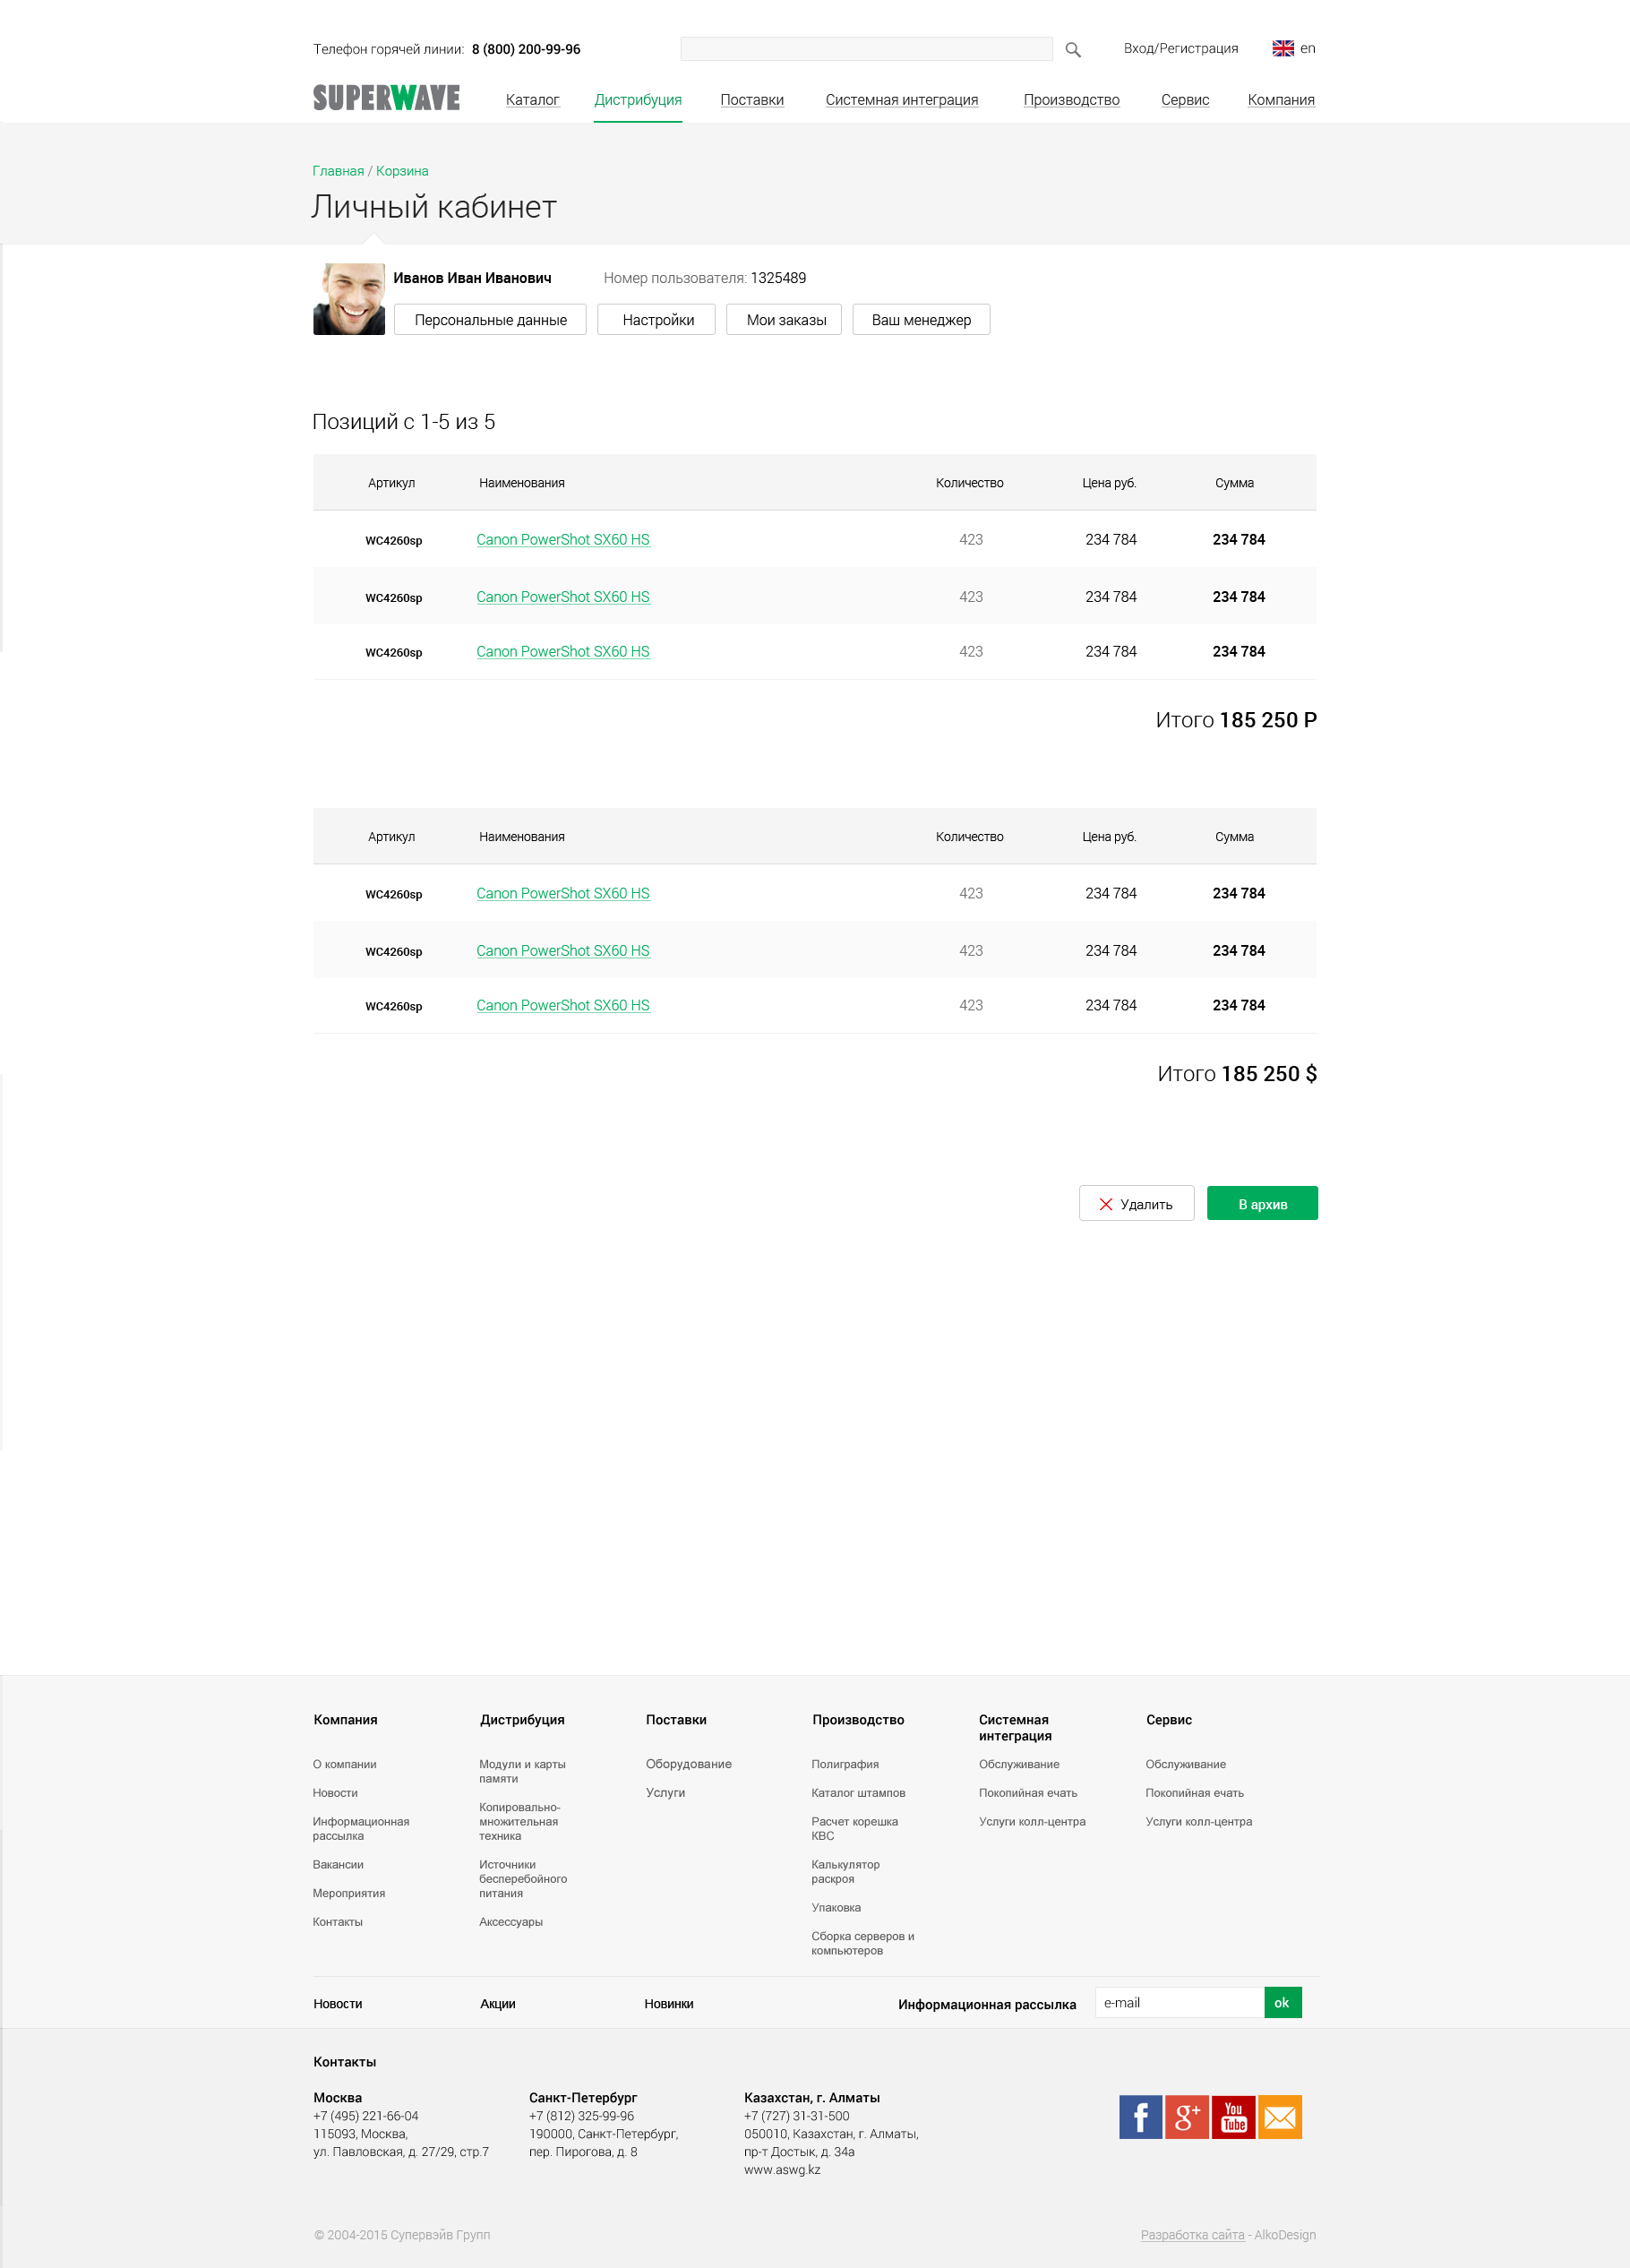 Телефон горячей линии: 8 (800) 200-99-96
Вход/Регистрация
en
SUPERWAVE
Каталог
Дистрибуция
Поставки
Системная интеграция
Производство
Сервис
Компания
Главная / Корзина
Личный кабинет
Иванов Иван Иванович
Номер пользователя: 1325489
Персональные данные
Настройки
Мои заказы
Ваш менеджер
Позиций с 1-5 из 5
Артикул Наименования Количество Цена руб. Сумма
WC4260sp Canon PowerShot SX60 HS 423 234 784 234 784
WC4260sp Canon PowerShot SX60 HS 423 234 784 234 784
WC4260sp Canon PowerShot SX60 HS 423 234 784 234 784
Итого 185 250 Р
Артикул Наименования Количество Цена руб. Сумма
WC4260sp Canon PowerShot SX60 HS 423 234 784 234 784
WC4260sp Canon PowerShot SX60 HS 423 234 784 234 784
WC4260sp Canon PowerShot SX60 HS 423 234 784 234 784
Итого 185 250 $
Удалить
В архив
Компания
О компании
Новости
Информационная
рассылка
Вакансии
Мероприятия
Контакты
Дистрибуция
Модули и карты
памяти
Копировально-
множительная
техника
Источники
бесперебойного
питания
Аксессуары
Поставки
Оборудование
Услуги
Производство
Полиграфия
Каталог штампов
Расчет корешка
КВС
Калькулятор
раскроя
Упаковка
Сборка серверов и
компьютеров
Системная
интеграция
Обслуживание
Покопийная ечать
Услуги колл-центра
Сервис
Обслуживание
Покопийная ечать
Услуги колл-центра
Новости
Акции
Новинки
Информационная рассылка
e-mail
ok
Контакты
Москва
+7 (495) 221-66-04
115093, Москва,
ул. Павловская, д. 27/29, стр.7
Санкт-Петербург
+7 (812) 325-99-96
190000, Санкт-Петербург,
пер. Пирогова, д. 8
Казахстан, г. Алматы
+7 (727) 31-31-500
050010, Казахстан, г. Алматы,
пр-т Достык, д. 34а
www.aswg.kz
f
g+
You
Tube
© 2004-2015 Супервэйв Групп
Разработка сайта - AlkoDesign